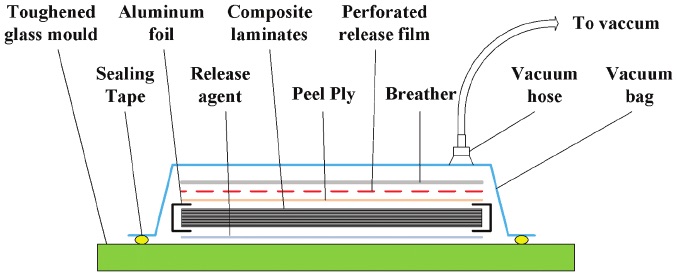 Toughened
glass mould
Aluminum
foil
Composite
laminates
Perforated
release film
To vaccum
Sealing
Tape
Release
agent
Peel Ply
Breather
Vacuum
hose
Vacuum
bag